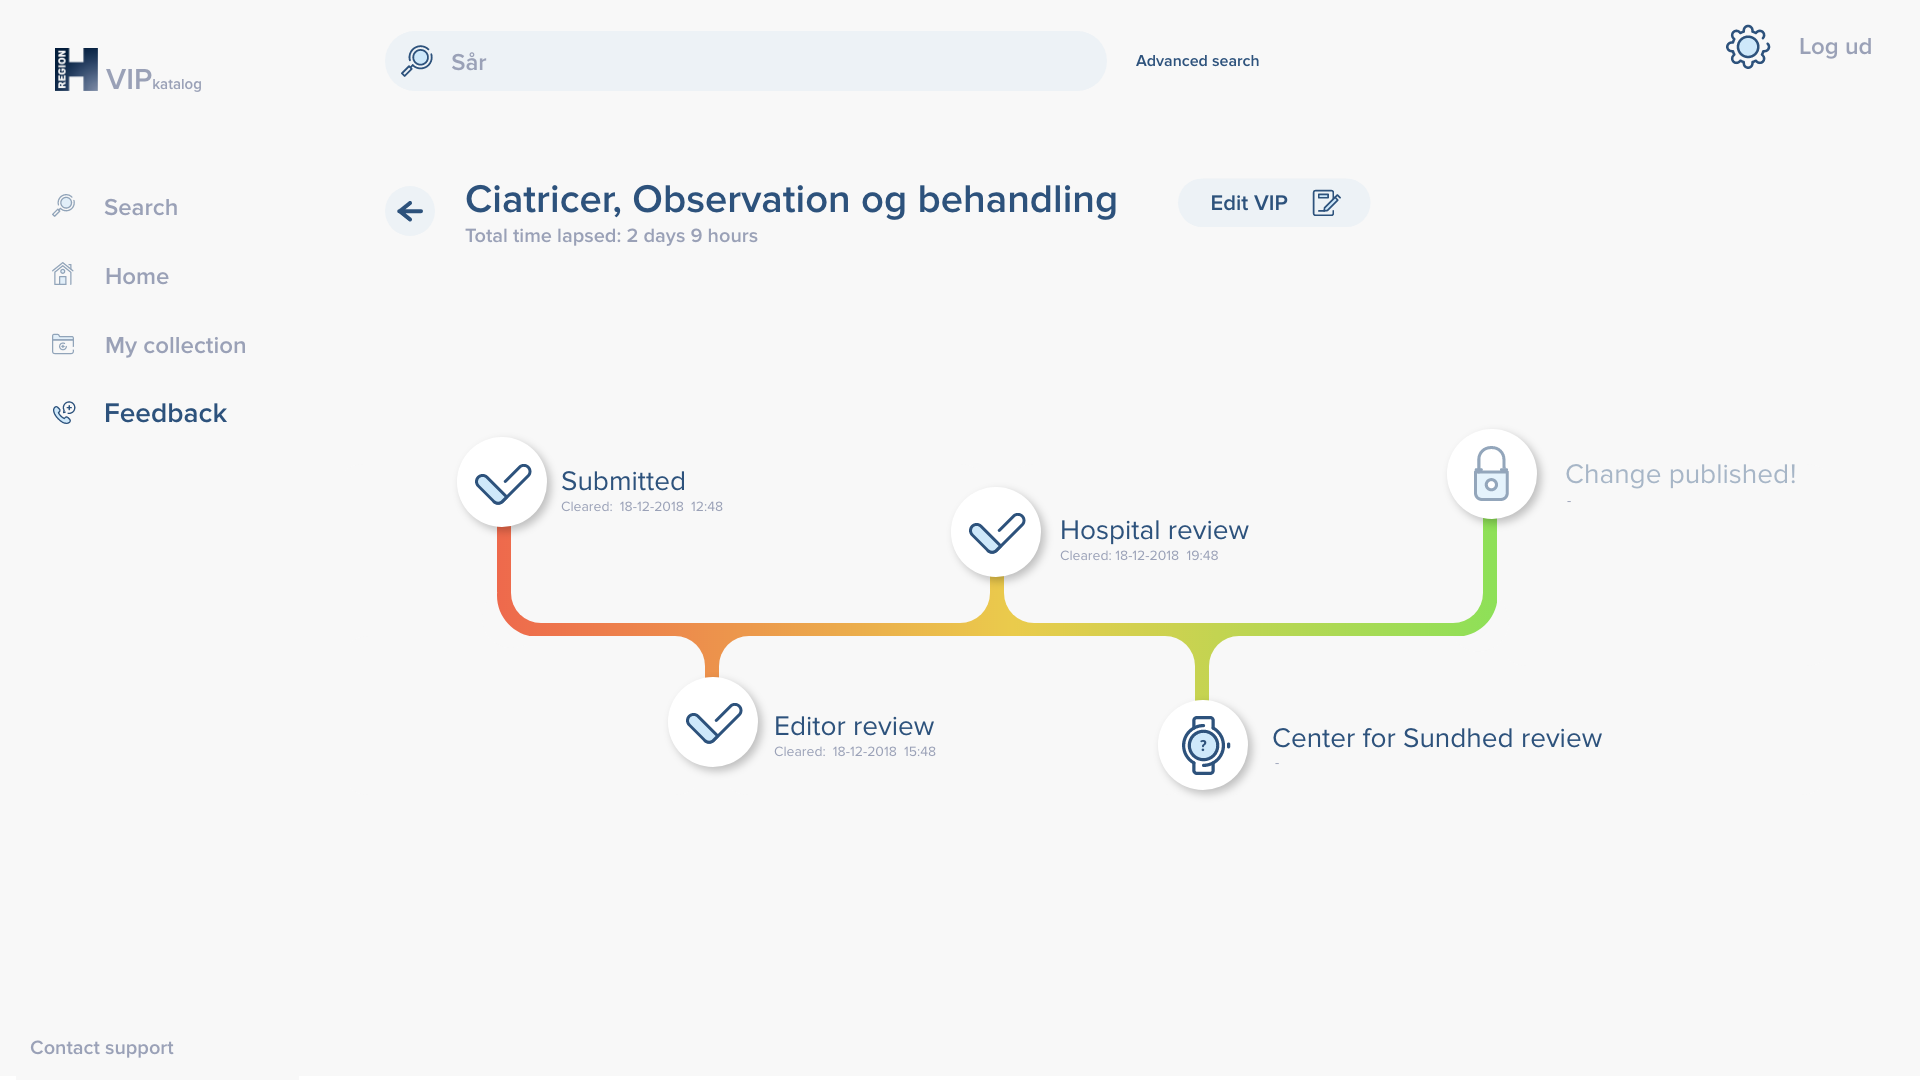 REGION
H VIPkatalog
Sår
Advanced search
Log ud
Search
Home
My collection
Feedback
Ciatricer, Observation og behandling
Total time lapsed: 2 days 9 hours
Edit VIP
Submitted
Cleared: 18-12-2018 12:48
Hospital review
Cleared: 18-12-2018 19:48
Change published!
-
Editor review
Cleared: 18-12-2018 15:48
?
Center for Sundhed review
-
Contact support